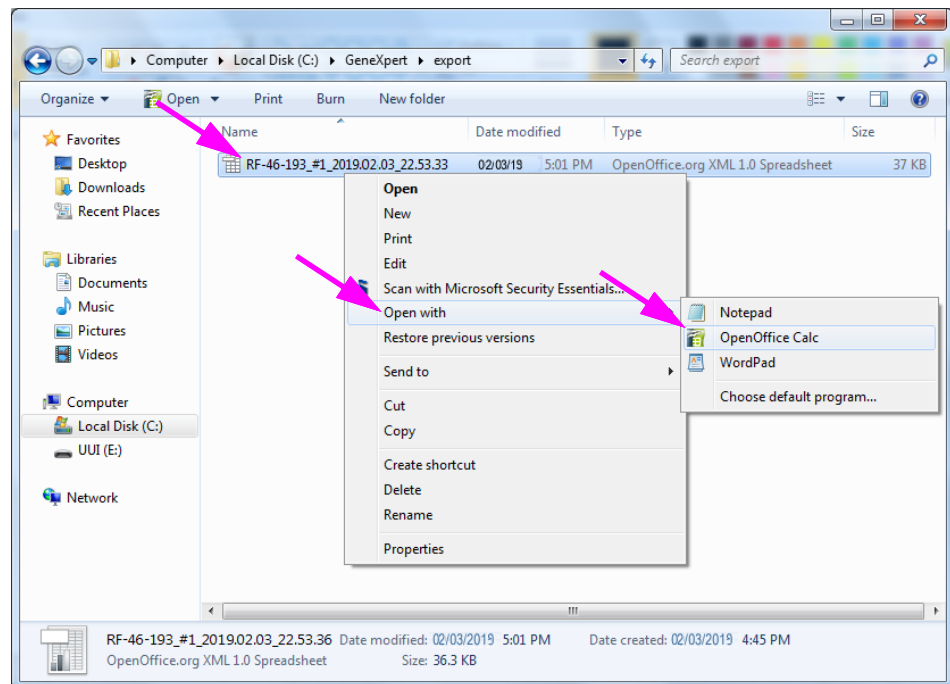 Computer ▸ Local Disk (C:) ▸ GeneXpert ▸ export
Search export
Organize Open Print Burn New folder
Name Date modified Type Size
RF-46-193_#1_2019.02.03_22.53.33 02/03/19 5:01 PM OpenOffice.org XML 1.0 Spreadsheet 37 KB
Favorites
Desktop
Downloads
Recent Places
Libraries
Documents
Music
Pictures
Videos
Computer
Local Disk (C:)
UUI (E:)
Network
Open
New
Print
Edit
Scan with Microsoft Security Essentials...
Open with
Restore previous versions
Send to
Cut
Copy
Create shortcut
Delete
Rename
Properties
Notepad
OpenOffice Calc
WordPad
Choose default program...
RF-46-193_#1_2019.02.03_22.53.36 Date modified: 02/03/2019 5:01 PM Date created: 02/03/2019 4:45 PM
OpenOffice.org XML 1.0 Spreadsheet Size: 36.3 KB